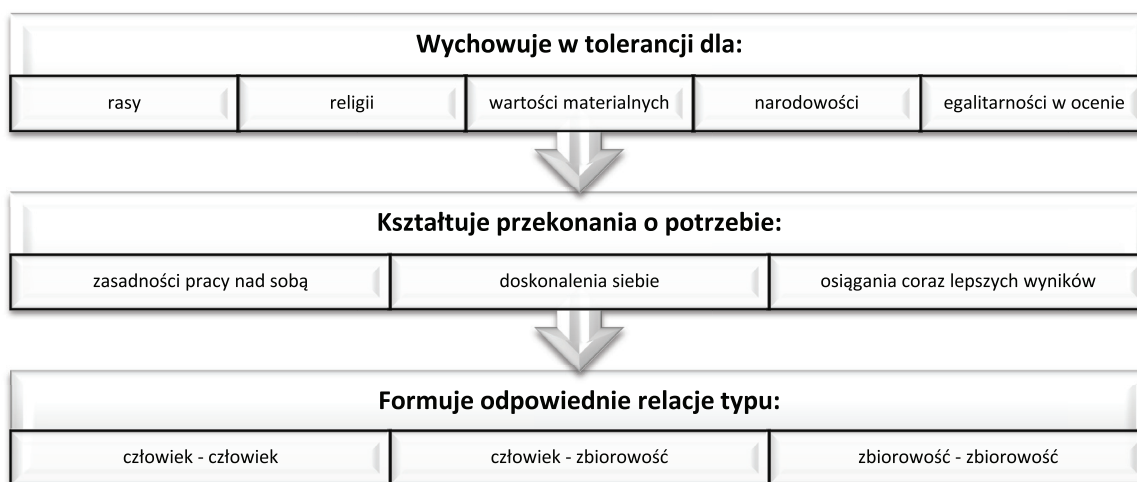 Wychowuje w tolerancji dla:
rasy
religii
wartości materialnych
narodowości
egalitarności w ocenie
Kształtuje przekonania o potrzebie:
zasadności pracy nad sobą
doskonalenia siebie
osiągania coraz lepszych wyników
Formuje odpowiednie relacje typu:
człowiek - człowiek
człowiek - zbiorowość
zbiorowość - zbiorowość